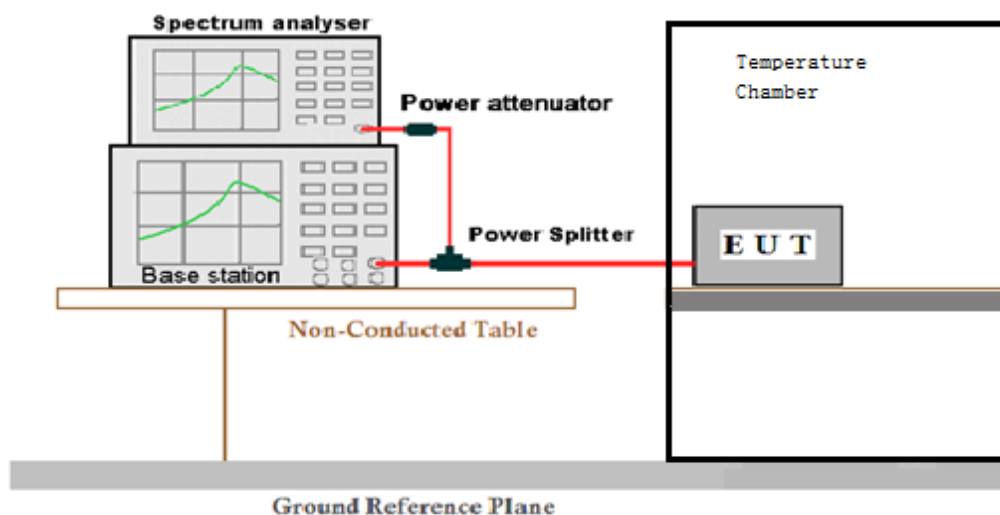 Spectrum analyser
Temperature
Chamber
Power attenuator
Power Splitter
E U T
Base station
Non-Conducted Table
Ground Reference Plane